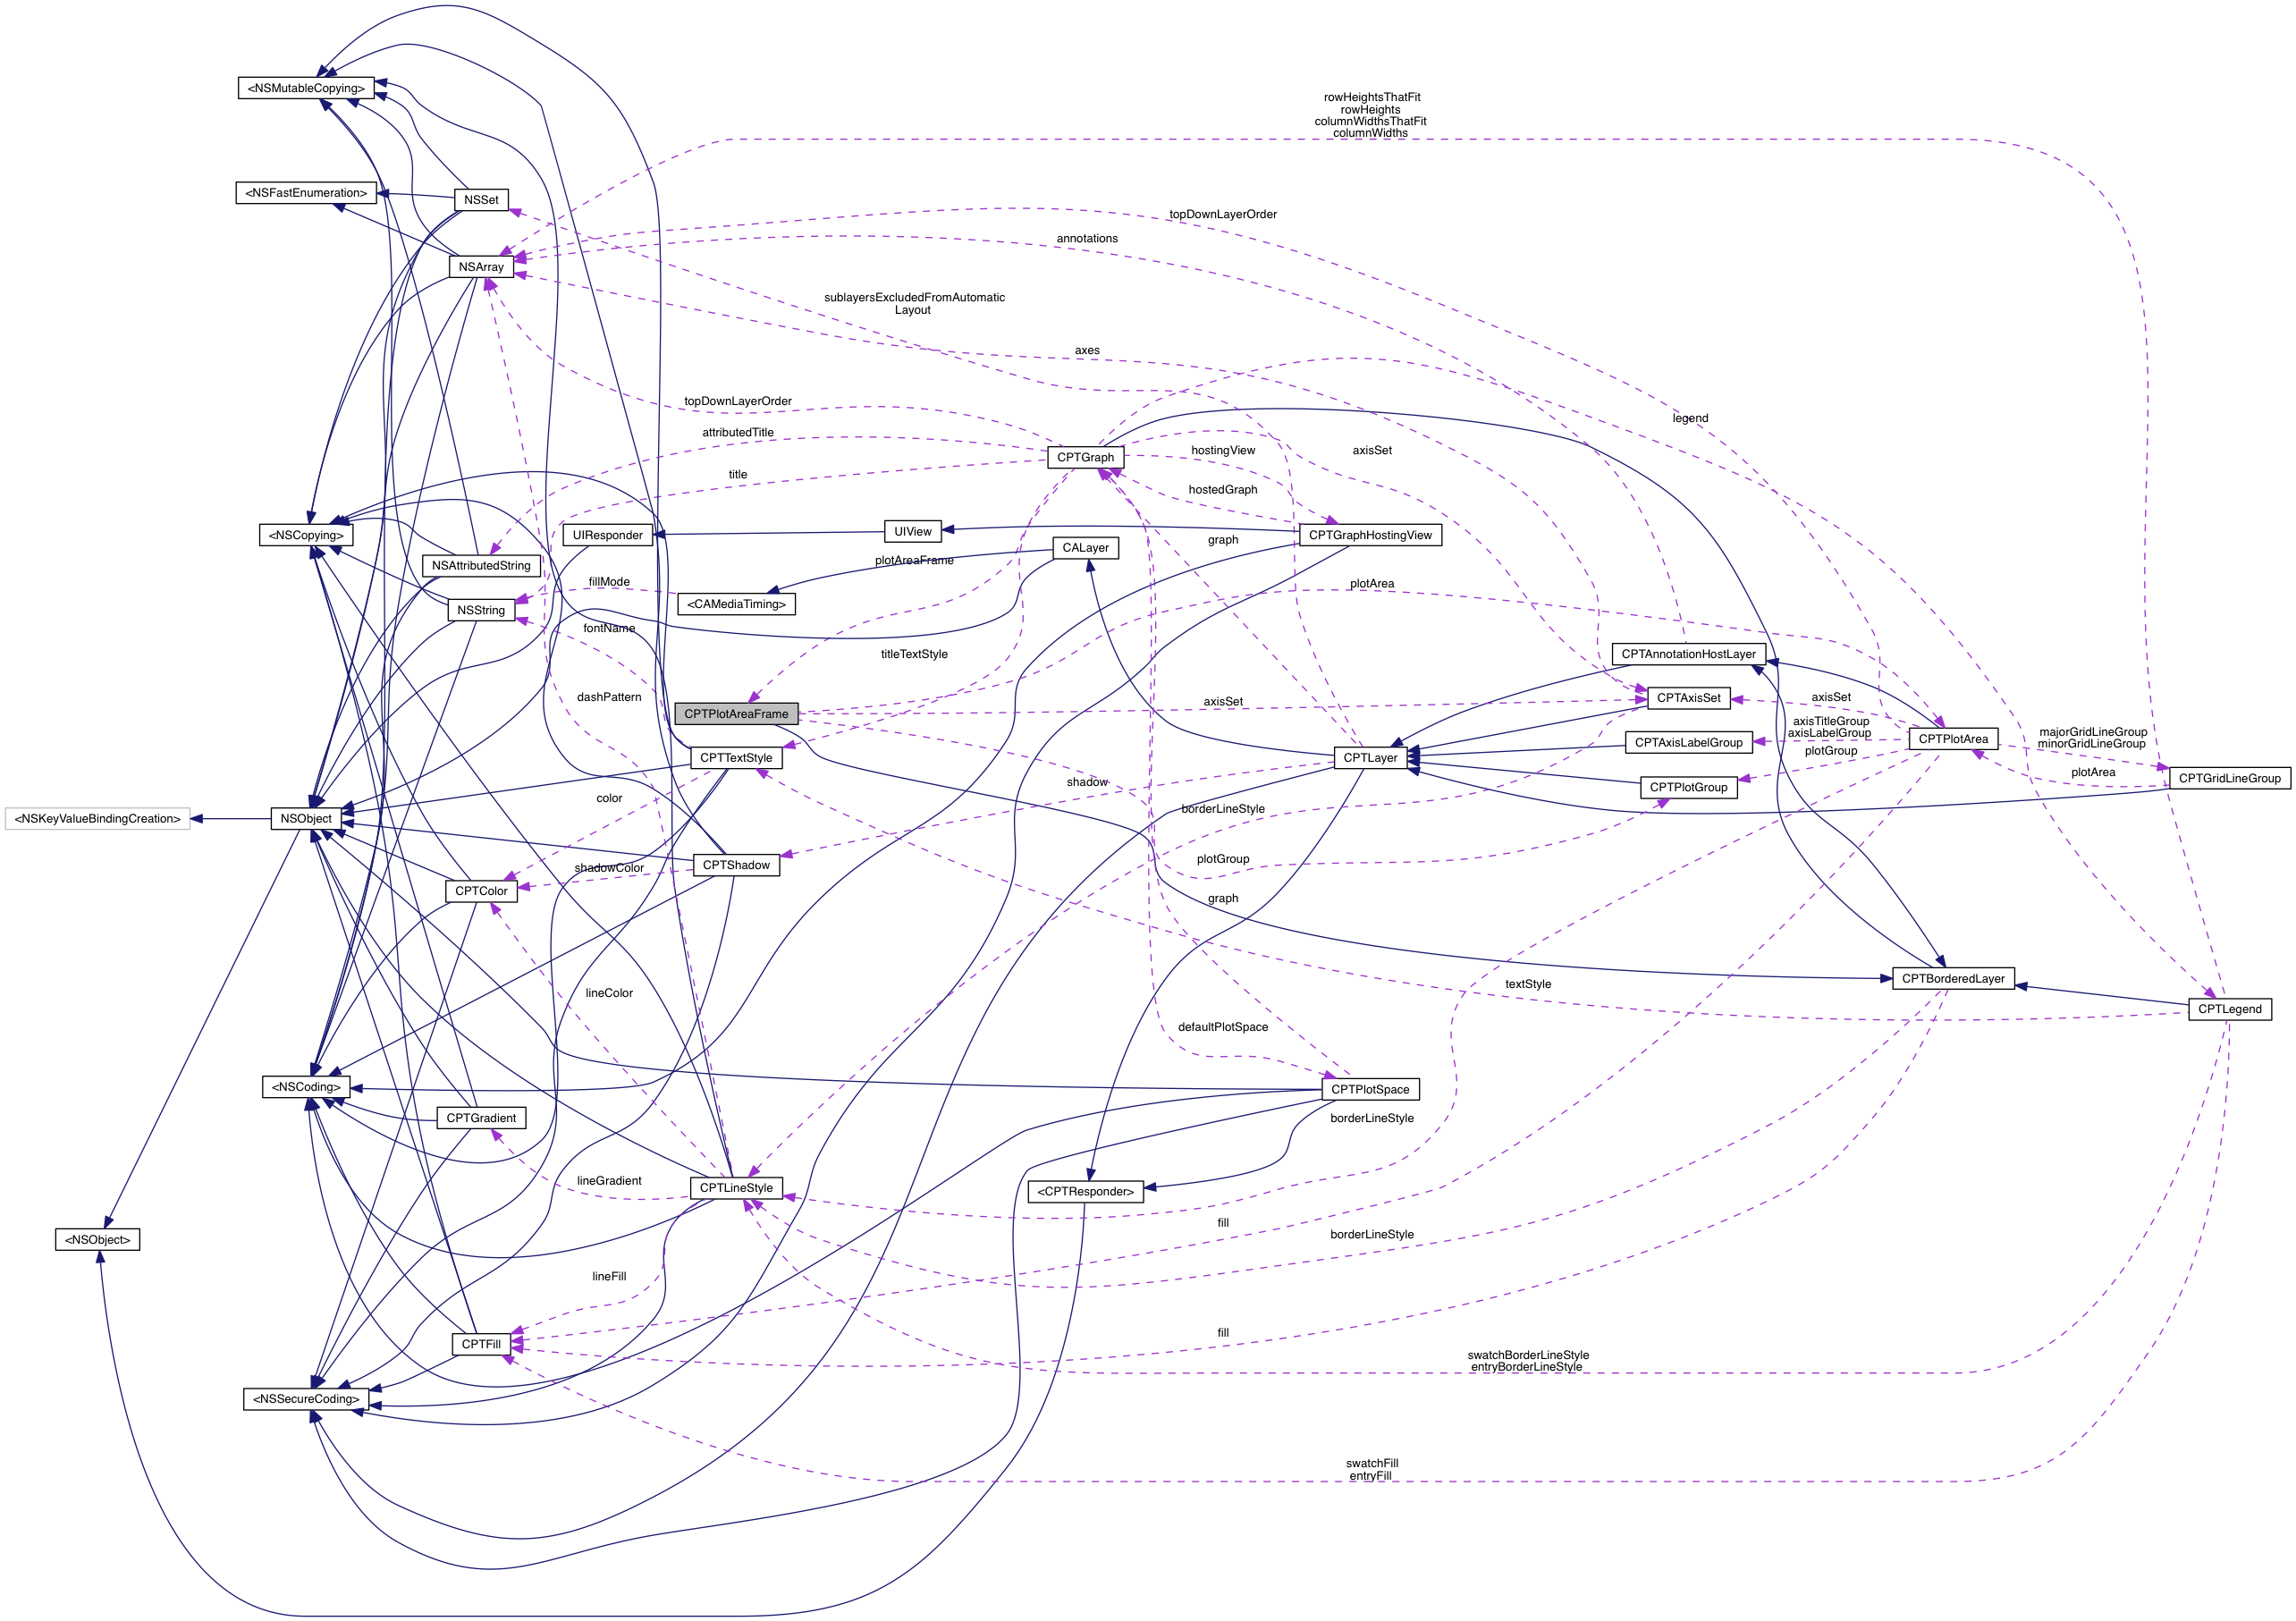 rowHeightsThatFit
rowHeights
columnWidthsThatFit
columnWidths
<NSMutableCopying>
<NSFastEnumeration>
NSSet
topDownLayerOrder
annotations
NSArray
sublayersExcludedFromAutomatic
Layout
axes
topDownLayerOrder
legend
attributedTitle
hostingView
axisSet
CPTGraph
title
hostedGraph
<NSCopying>
UIResponder
UIView
CPTGraphHostingView
graph
CALayer
plotAreaFrame
NSAttributedString
fillMode
plotArea
<CAMediaTiming>
NSString
fontName
titleTextStyle
CPTAnnotationHostLayer
dashPattern
axisSet
CPTAxisSet
axisSet
CPTPlotAreaFrame
axisTitleGroup
axisLabelGroup
majorGridLineGroup
minorGridLineGroup
CPTAxisLabelGroup
CPTPlotArea
plotGroup
CPTTextStyle
CPTLayer
plotArea
CPTGridLineGroup
shadow
CPTPlotGroup
color
borderLineStyle
<NSKeyValueBindingCreation>
NSObject
plotGroup
shadowColor
CPTShadow
CPTColor
graph
CPTBorderedLayer
textStyle
lineColor
CPTLegend
defaultPlotSpace
<NSCoding>
CPTPlotSpace
CPTGradient
borderLineStyle
lineGradient
CPTLineStyle
<CPTResponder>
fill
<NSObject>
borderLineStyle
lineFill
fill
CPTFill
swatchBorderLineStyle
entryBorderLineStyle
<NSSecureCoding>
swatchFill
entryFill